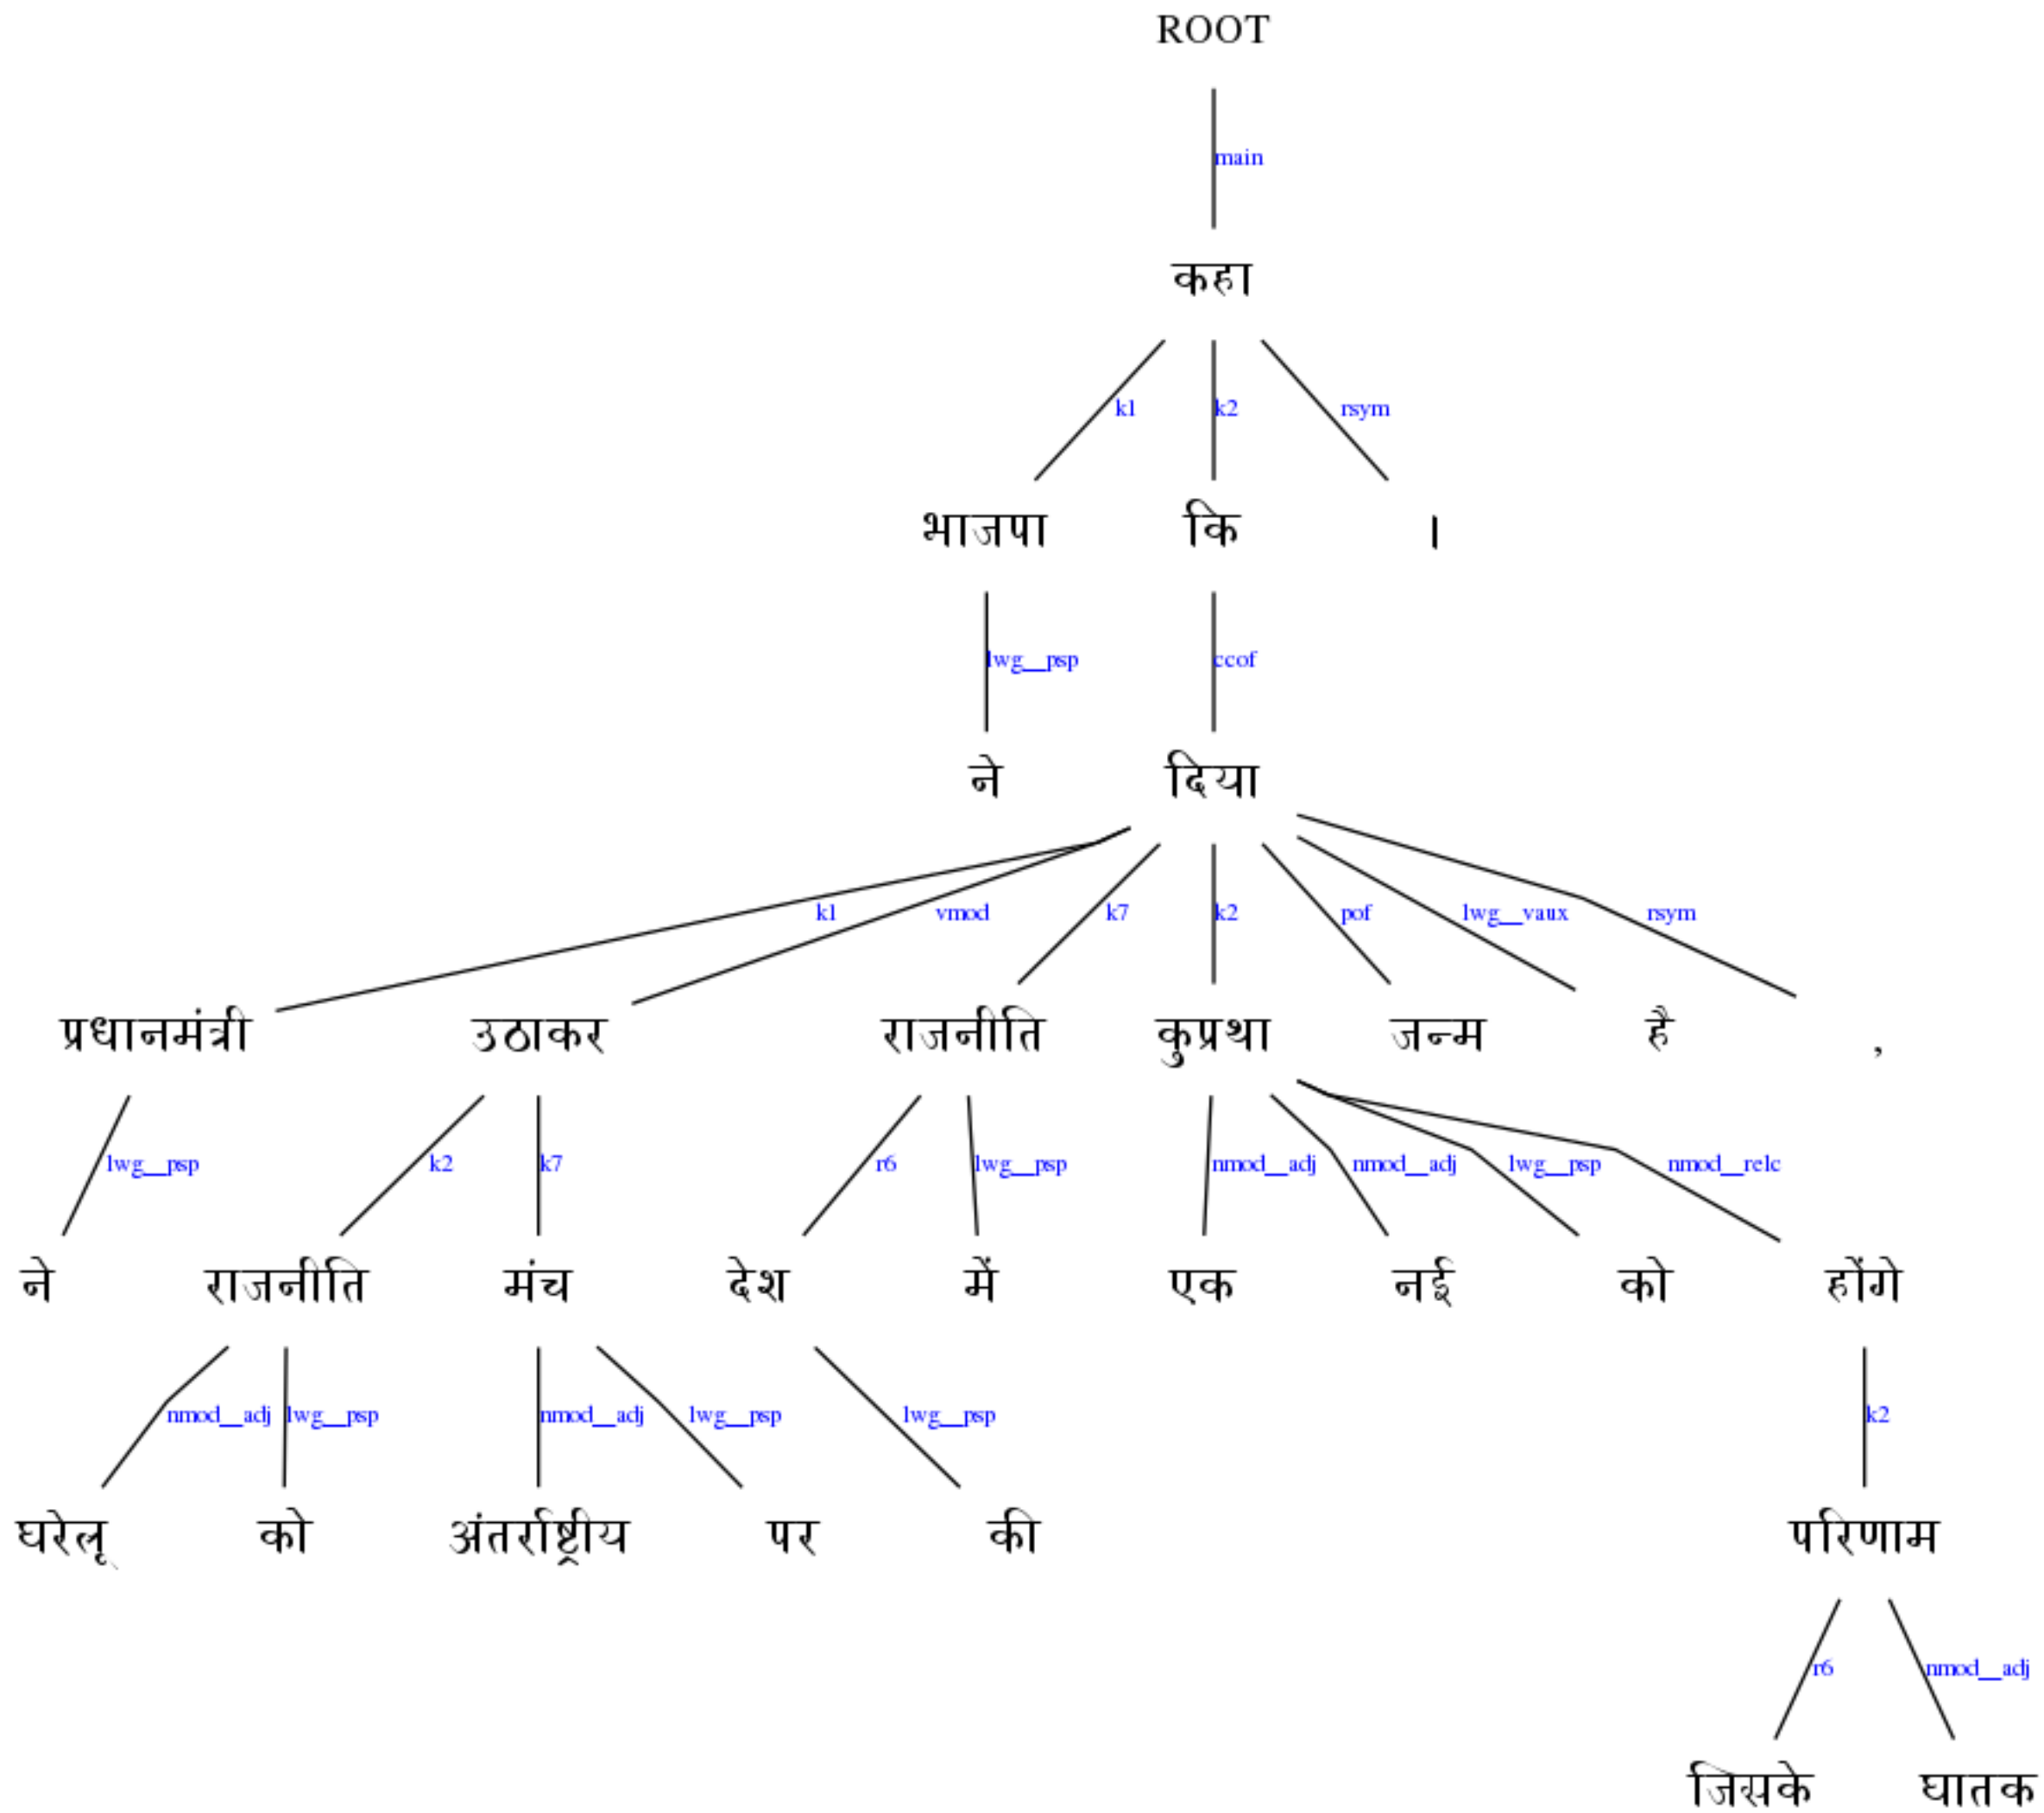 ROOT
main
कहा
k1 k2 rsym
भाजपा कि ।
lwg__psp ccof
ने दिया
k1 vmod k7 k2 pof lwg__vaux rsym
प्रधानमंत्री उठाकर राजनीति कुप्रथा जन्म है ,
lwg__psp k2 k7 r6 lwg__psp nmod__adj nmod__adj lwg__psp nmod__relc
ने राजनीति मंच देश में एक नई को होंगे
nmod__adj lwg__psp nmod__adj lwg__psp lwg__psp k2
घरेलू को अंतर्राष्ट्रीय पर की परिणाम
r6 nmod__adj
जिसके घातक